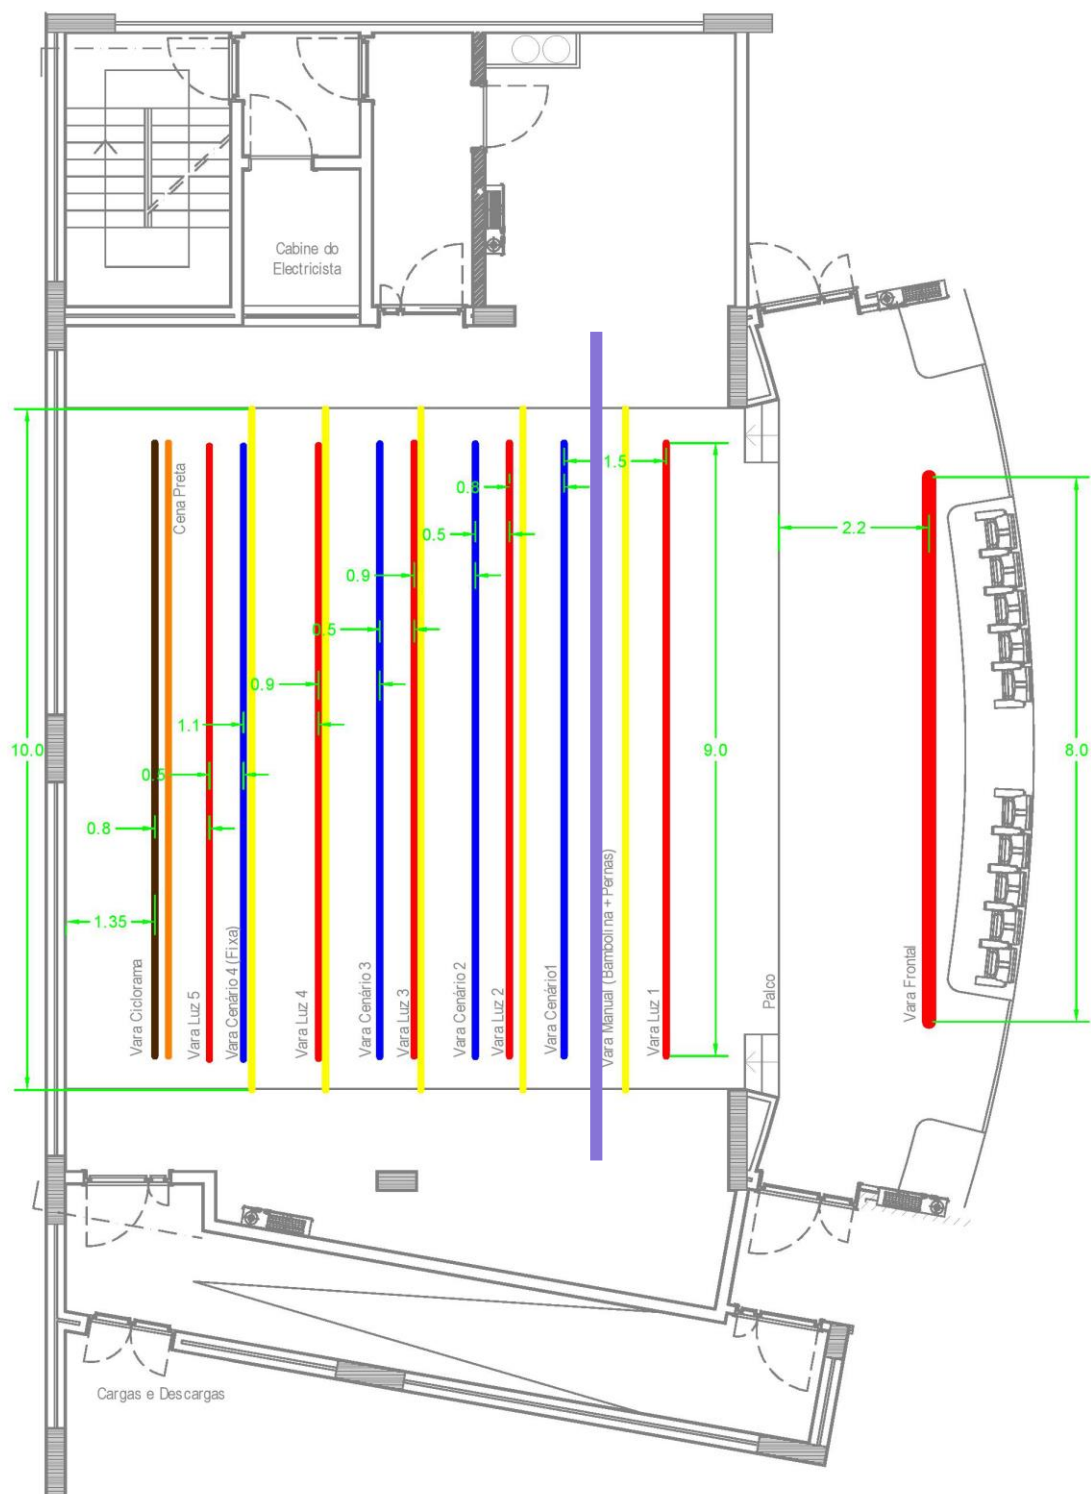 Cabine do
Electricista
Cena Preta
1.5
0.8
0.5
2.2
0.9
0.5
0.9
1.1
10.0
9.0
8.0
0.5
0.8
1.35
Vara Ciclorama
Vara Luz 5
Vara Cenário 4 (Fixa)
Vara Luz 4
Vara Cenário 3
Vara Luz 3
Vara Cenário 2
Vara Luz 2
Vara Cenário1
Vara Manual (Bambolina + Pernas)
Vara Luz 1
Palco
Vara Frontal
Cargas e Descargas